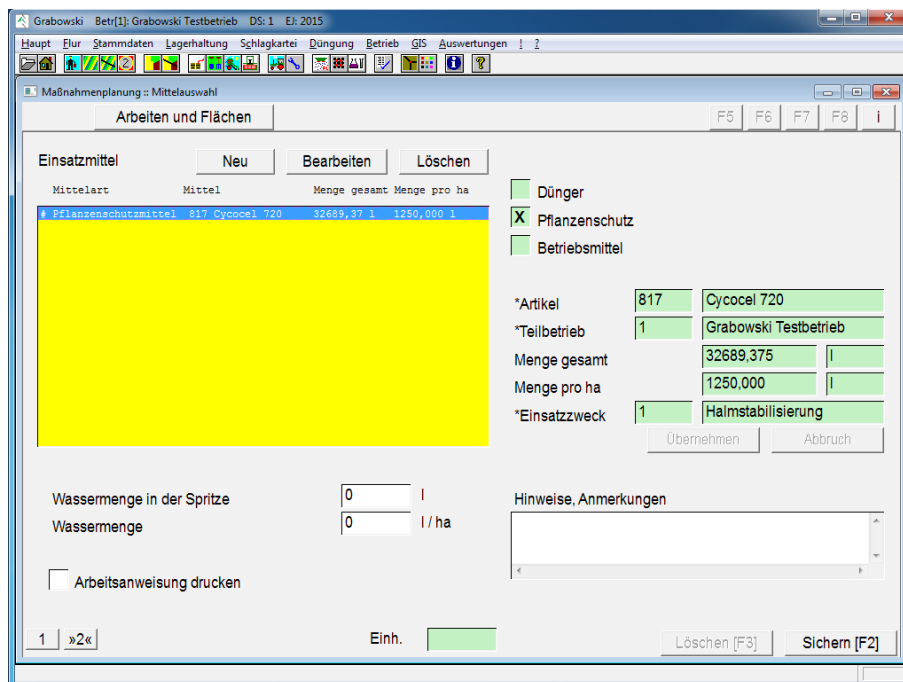 Grabowski Betr[1]: Grabowski Testbetrieb DS: 1 EJ: 2015
Haupt Flur Stammdaten Lagerhaltung Schlagkartei Düngung Betrieb GIS Auswertungen ! ?
Maßnahmenplanung :: Mittelauswahl
Arbeiten und Flächen F5 F6 F7 F8 i
Einsatzmittel Neu Bearbeiten Löschen
Mittelart Mittel Menge gesamt Menge pro ha
# Pflanzenschutzmittel 817 Cycocel 720 32689,37 l 1250,000 l
Dünger
X Pflanzenschutz
Betriebsmittel
*Artikel 817 Cycocel 720
*Teilbetrieb 1 Grabowski Testbetrieb
Menge gesamt 32689,375 l
Menge pro ha 1250,000 l
*Einsatzzweck 1 Halmstabilisierung
Übernehmen Abbruch
Wassermenge in der Spritze 0 l
Wassermenge 0 l / ha
Hinweise, Anmerkungen
Arbeitsanweisung drucken
1 »2« Einh. Löschen [F3] Sichern [F2]